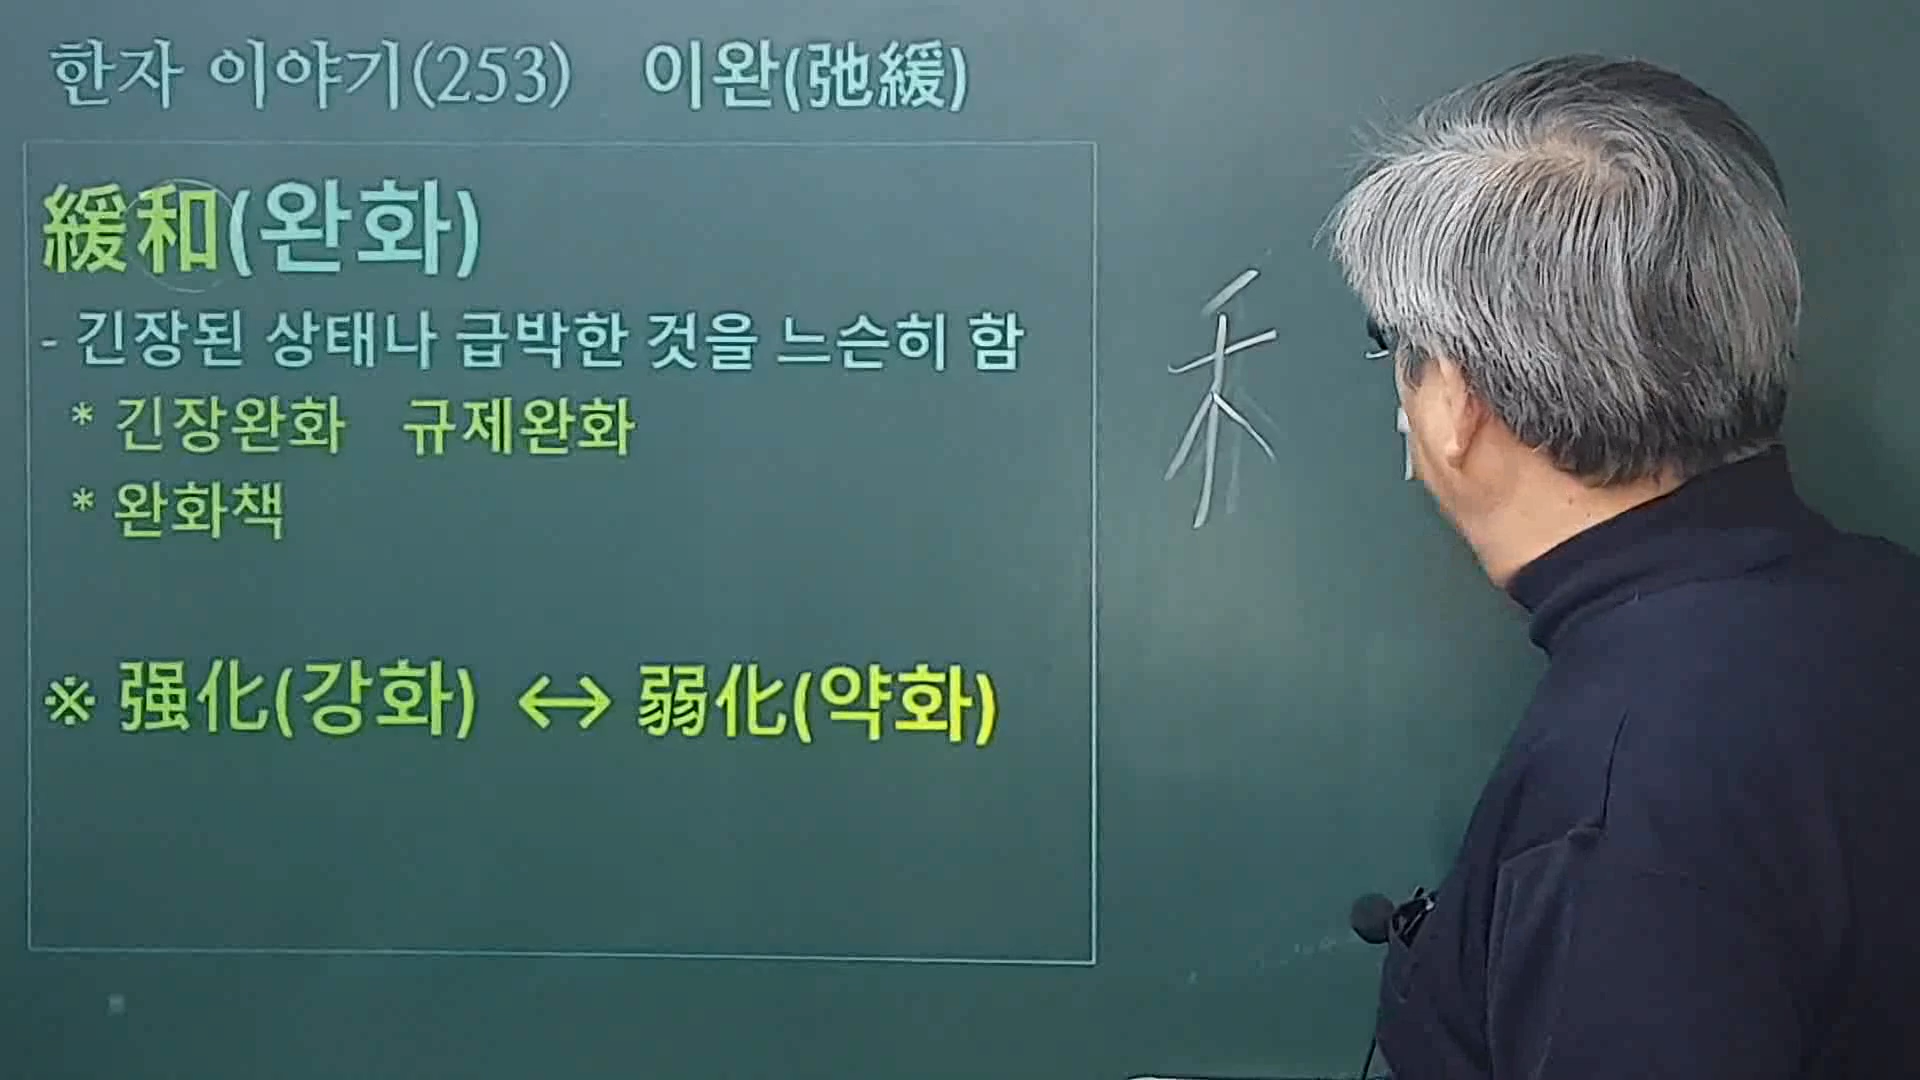 한자 이야기(253) 이완(弛緩)
緩和(완화)
- 긴장된 상태나 급박한 것을 느슨히 함
* 긴장완화 규제완화
* 완화책
※ 强化(강화) ↔ 弱化(약화)
禾